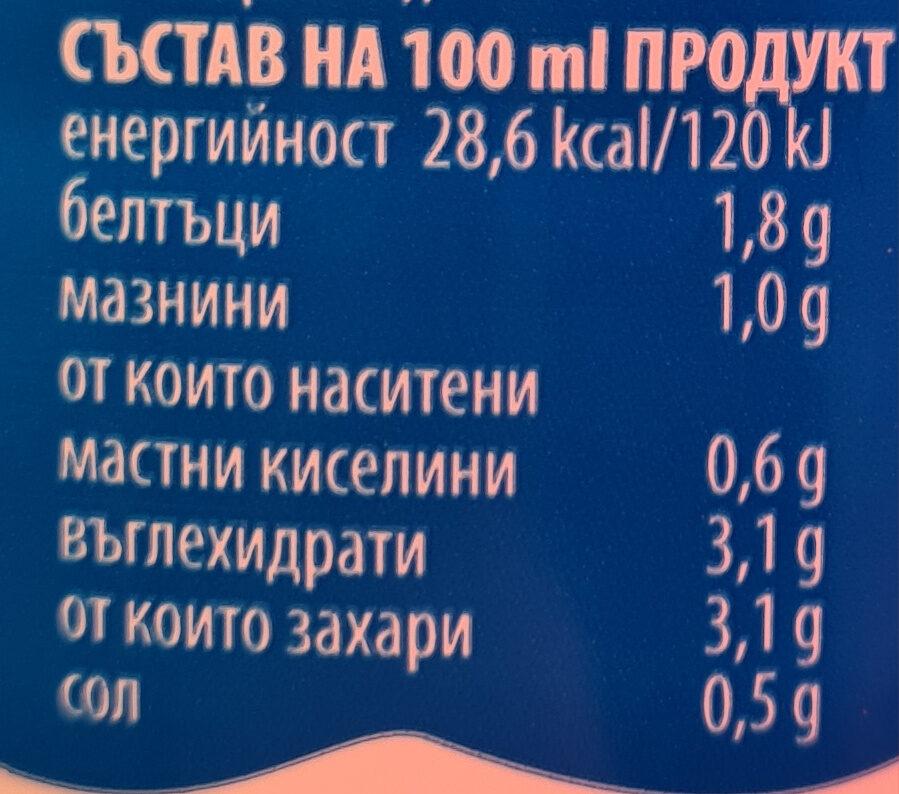 СЪСТАВ НА 100 ml ПРОДУКТ
енергийност 28,6 kcal/120 kJ
белтъци 1,8 g
мазнини 1,0 g
от които наситени
мастни киселини 0,6 g
въглехидрати 3,1 g
от които захари 3,1 g
сол 0,5 g